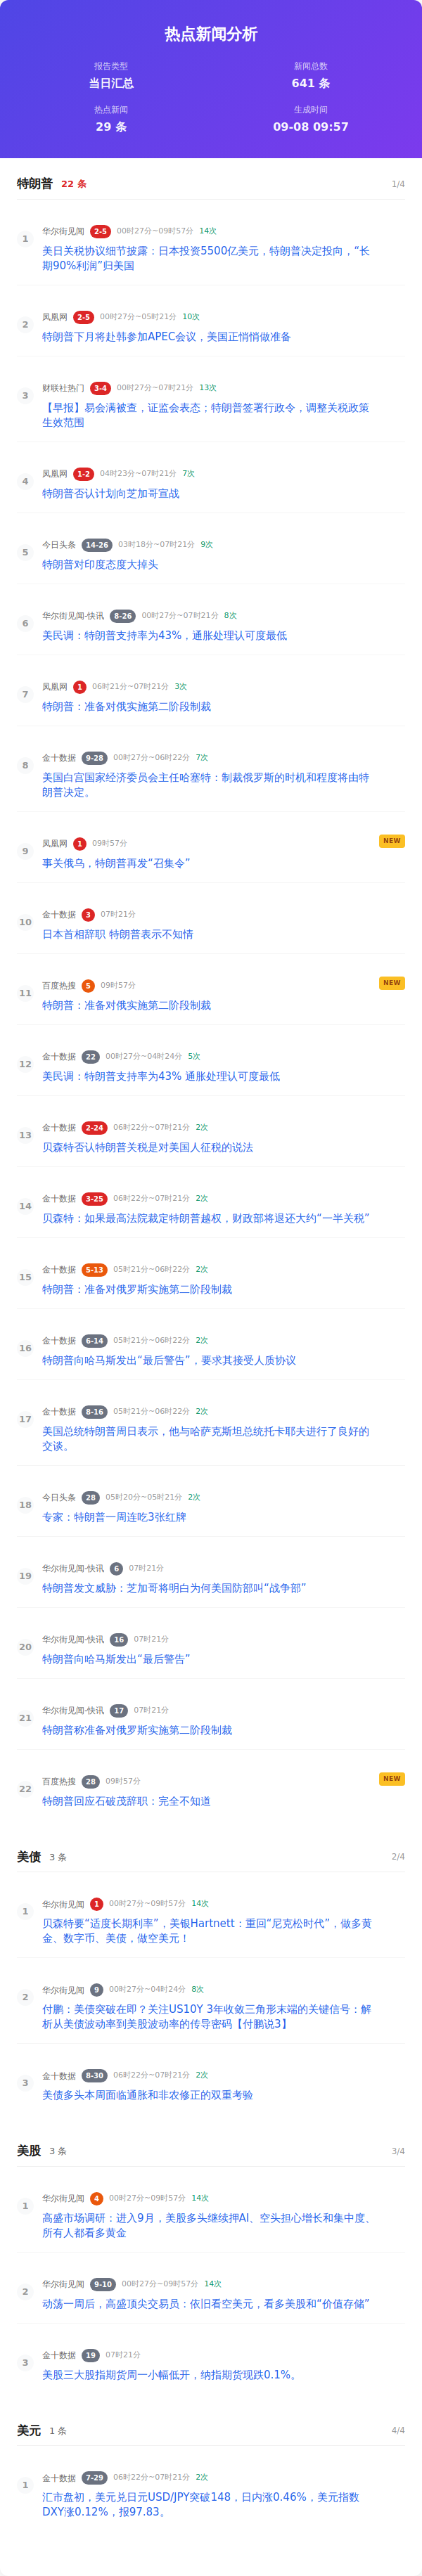 热点新闻分析
报告类型 新闻总数
当日汇总 641 条
热点新闻 生成时间
29 条 09-08 09:57
特朗普 22 条 1/4
1 华尔街见闻 2-5 00时27分~09时57分 14次
美日关税协议细节披露：日本投资5500亿美元，特朗普决定投向，“长
期90%利润”归美国
2 凤凰网 2-5 00时27分~05时21分 10次
特朗普下月将赴韩参加APEC会议，美国正悄悄做准备
3 财联社热门 3-4 00时27分~07时21分 13次
【早报】易会满被查，证监会表态；特朗普签署行政令，调整关税政策
生效范围
4 凤凰网 1-2 04时23分~07时21分 7次
特朗普否认计划向芝加哥宣战
5 今日头条 14-26 03时18分~07时21分 9次
特朗普对印度态度大掉头
6 华尔街见闻-快讯 8-26 00时27分~07时21分 8次
美民调：特朗普支持率为43%，通胀处理认可度最低
7 凤凰网 1 06时21分~07时21分 3次
特朗普：准备对俄实施第二阶段制裁
8 金十数据 9-28 00时27分~06时22分 7次
美国白宫国家经济委员会主任哈塞特：制裁俄罗斯的时机和程度将由特
朗普决定。
9 凤凰网 1 09时57分 NEW
事关俄乌，特朗普再发“召集令”
10 金十数据 3 07时21分
日本首相辞职 特朗普表示不知情
11 百度热搜 5 09时57分 NEW
特朗普：准备对俄实施第二阶段制裁
12 金十数据 22 00时27分~04时24分 5次
美民调：特朗普支持率为43% 通胀处理认可度最低
13 金十数据 2-24 06时22分~07时21分 2次
贝森特否认特朗普关税是对美国人征税的说法
14 金十数据 3-25 06时22分~07时21分 2次
贝森特：如果最高法院裁定特朗普越权，财政部将退还大约“一半关税”
15 金十数据 5-13 05时21分~06时22分 2次
特朗普：准备对俄罗斯实施第二阶段制裁
16 金十数据 6-14 05时21分~06时22分 2次
特朗普向哈马斯发出“最后警告”，要求其接受人质协议
17 金十数据 8-16 05时21分~06时22分 2次
美国总统特朗普周日表示，他与哈萨克斯坦总统托卡耶夫进行了良好的
交谈。
18 今日头条 28 05时20分~05时21分 2次
专家：特朗普一周连吃3张红牌
19 华尔街见闻-快讯 6 07时21分
特朗普发文威胁：芝加哥将明白为何美国防部叫“战争部”
20 华尔街见闻-快讯 16 07时21分
特朗普向哈马斯发出“最后警告”
21 华尔街见闻-快讯 17 07时21分
特朗普称准备对俄罗斯实施第二阶段制裁
22 百度热搜 28 09时57分 NEW
特朗普回应石破茂辞职：完全不知道
美债 3 条 2/4
1 华尔街见闻 1 00时27分~09时57分 14次
贝森特要“适度长期利率”，美银Hartnett：重回“尼克松时代”，做多黄
金、数字币、美债，做空美元！
2 华尔街见闻 9 00时27分~04时24分 8次
付鹏：美债突破在即？关注US10Y 3年收敛三角形末端的关键信号：解
析从美债波动率到美股波动率的传导密码【付鹏说3】
3 金十数据 8-30 06时22分~07时21分 2次
美债多头本周面临通胀和非农修正的双重考验
美股 3 条 3/4
1 华尔街见闻 4 00时27分~09时57分 14次
高盛市场调研：进入9月，美股多头继续押AI、空头担心增长和集中度、
所有人都看多黄金
2 华尔街见闻 9-10 00时27分~09时57分 14次
动荡一周后，高盛顶尖交易员：依旧看空美元，看多美股和“价值存储”
3 金十数据 19 07时21分
美股三大股指期货周一小幅低开，纳指期货现跌0.1%。
美元 1 条 4/4
1 金十数据 7-29 06时22分~07时21分 2次
汇市盘初，美元兑日元USD/JPY突破148，日内涨0.46%，美元指数
DXY涨0.12%，报97.83。